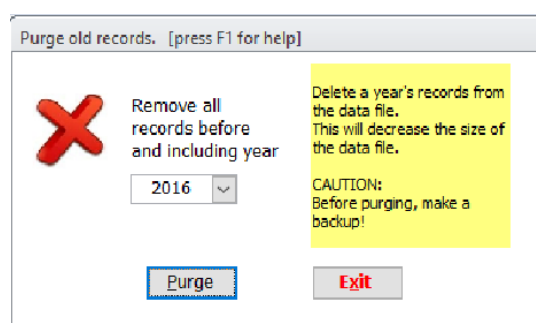 Purge old records. [press F1 for help]
Remove all
records before
and including year
2016
Delete a year's records from
the data file.
This will decrease the size of
the data file.
CAUTION:
Before purging, make a
backup!
Purge
Exit